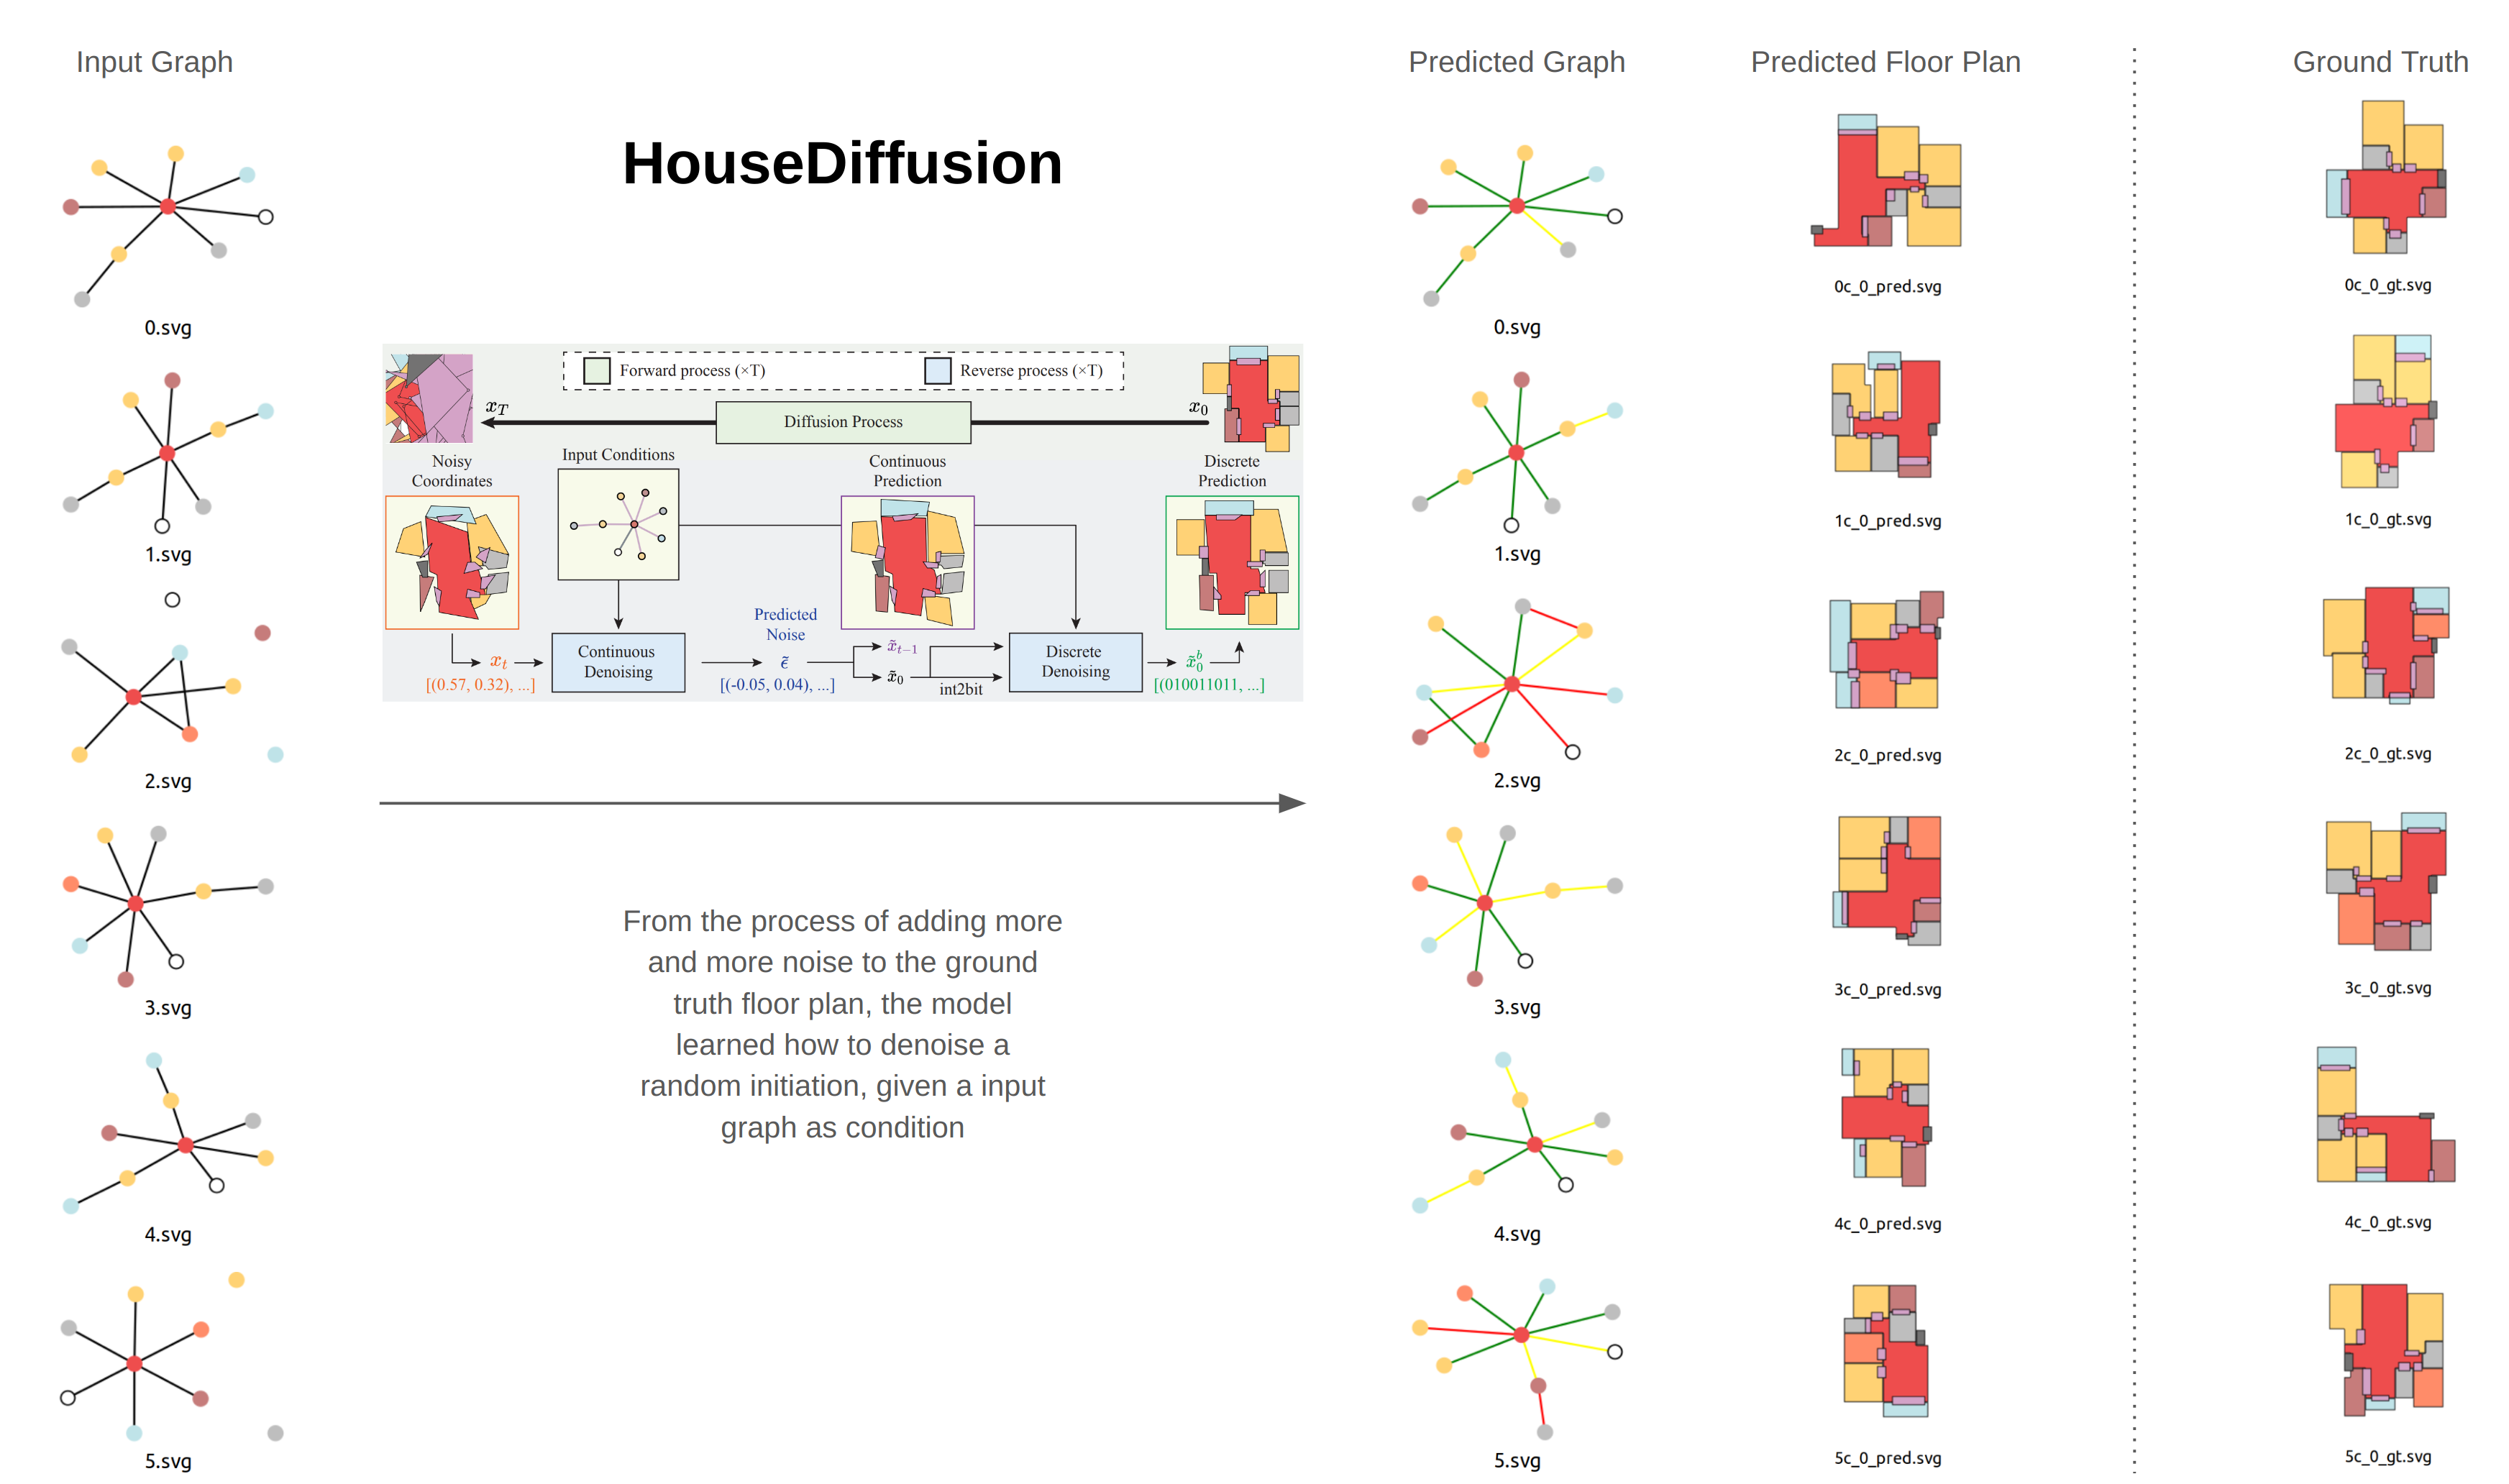 Input Graph
Predicted Graph
Predicted Floor Plan
Ground Truth
HouseDiffusion
0.svg
1.svg
2.svg
3.svg
4.svg
5.svg
Forward process (×T)
Reverse process (×T)
x_T
Diffusion Process
x_0
Noisy
Coordinates
Input Conditions
Continuous
Prediction
Discrete
Prediction
Predicted
Noise
x_t
Continuous
Denoising
ε̃
x̃_{t−1}
x̃_0
int2bit
Discrete
Denoising
x̃_0^b
[(0.57, 0.32), ...]
[(-0.05, 0.04), ...]
[(010011011, ...]
From the process of adding more
and more noise to the ground
truth floor plan, the model
learned how to denoise a
random initiation, given a input
graph as condition
0.svg
1.svg
2.svg
3.svg
4.svg
5.svg
0c_0_pred.svg
1c_0_pred.svg
2c_0_pred.svg
3c_0_pred.svg
4c_0_pred.svg
5c_0_pred.svg
0c_0_gt.svg
1c_0_gt.svg
2c_0_gt.svg
3c_0_gt.svg
4c_0_gt.svg
5c_0_gt.svg